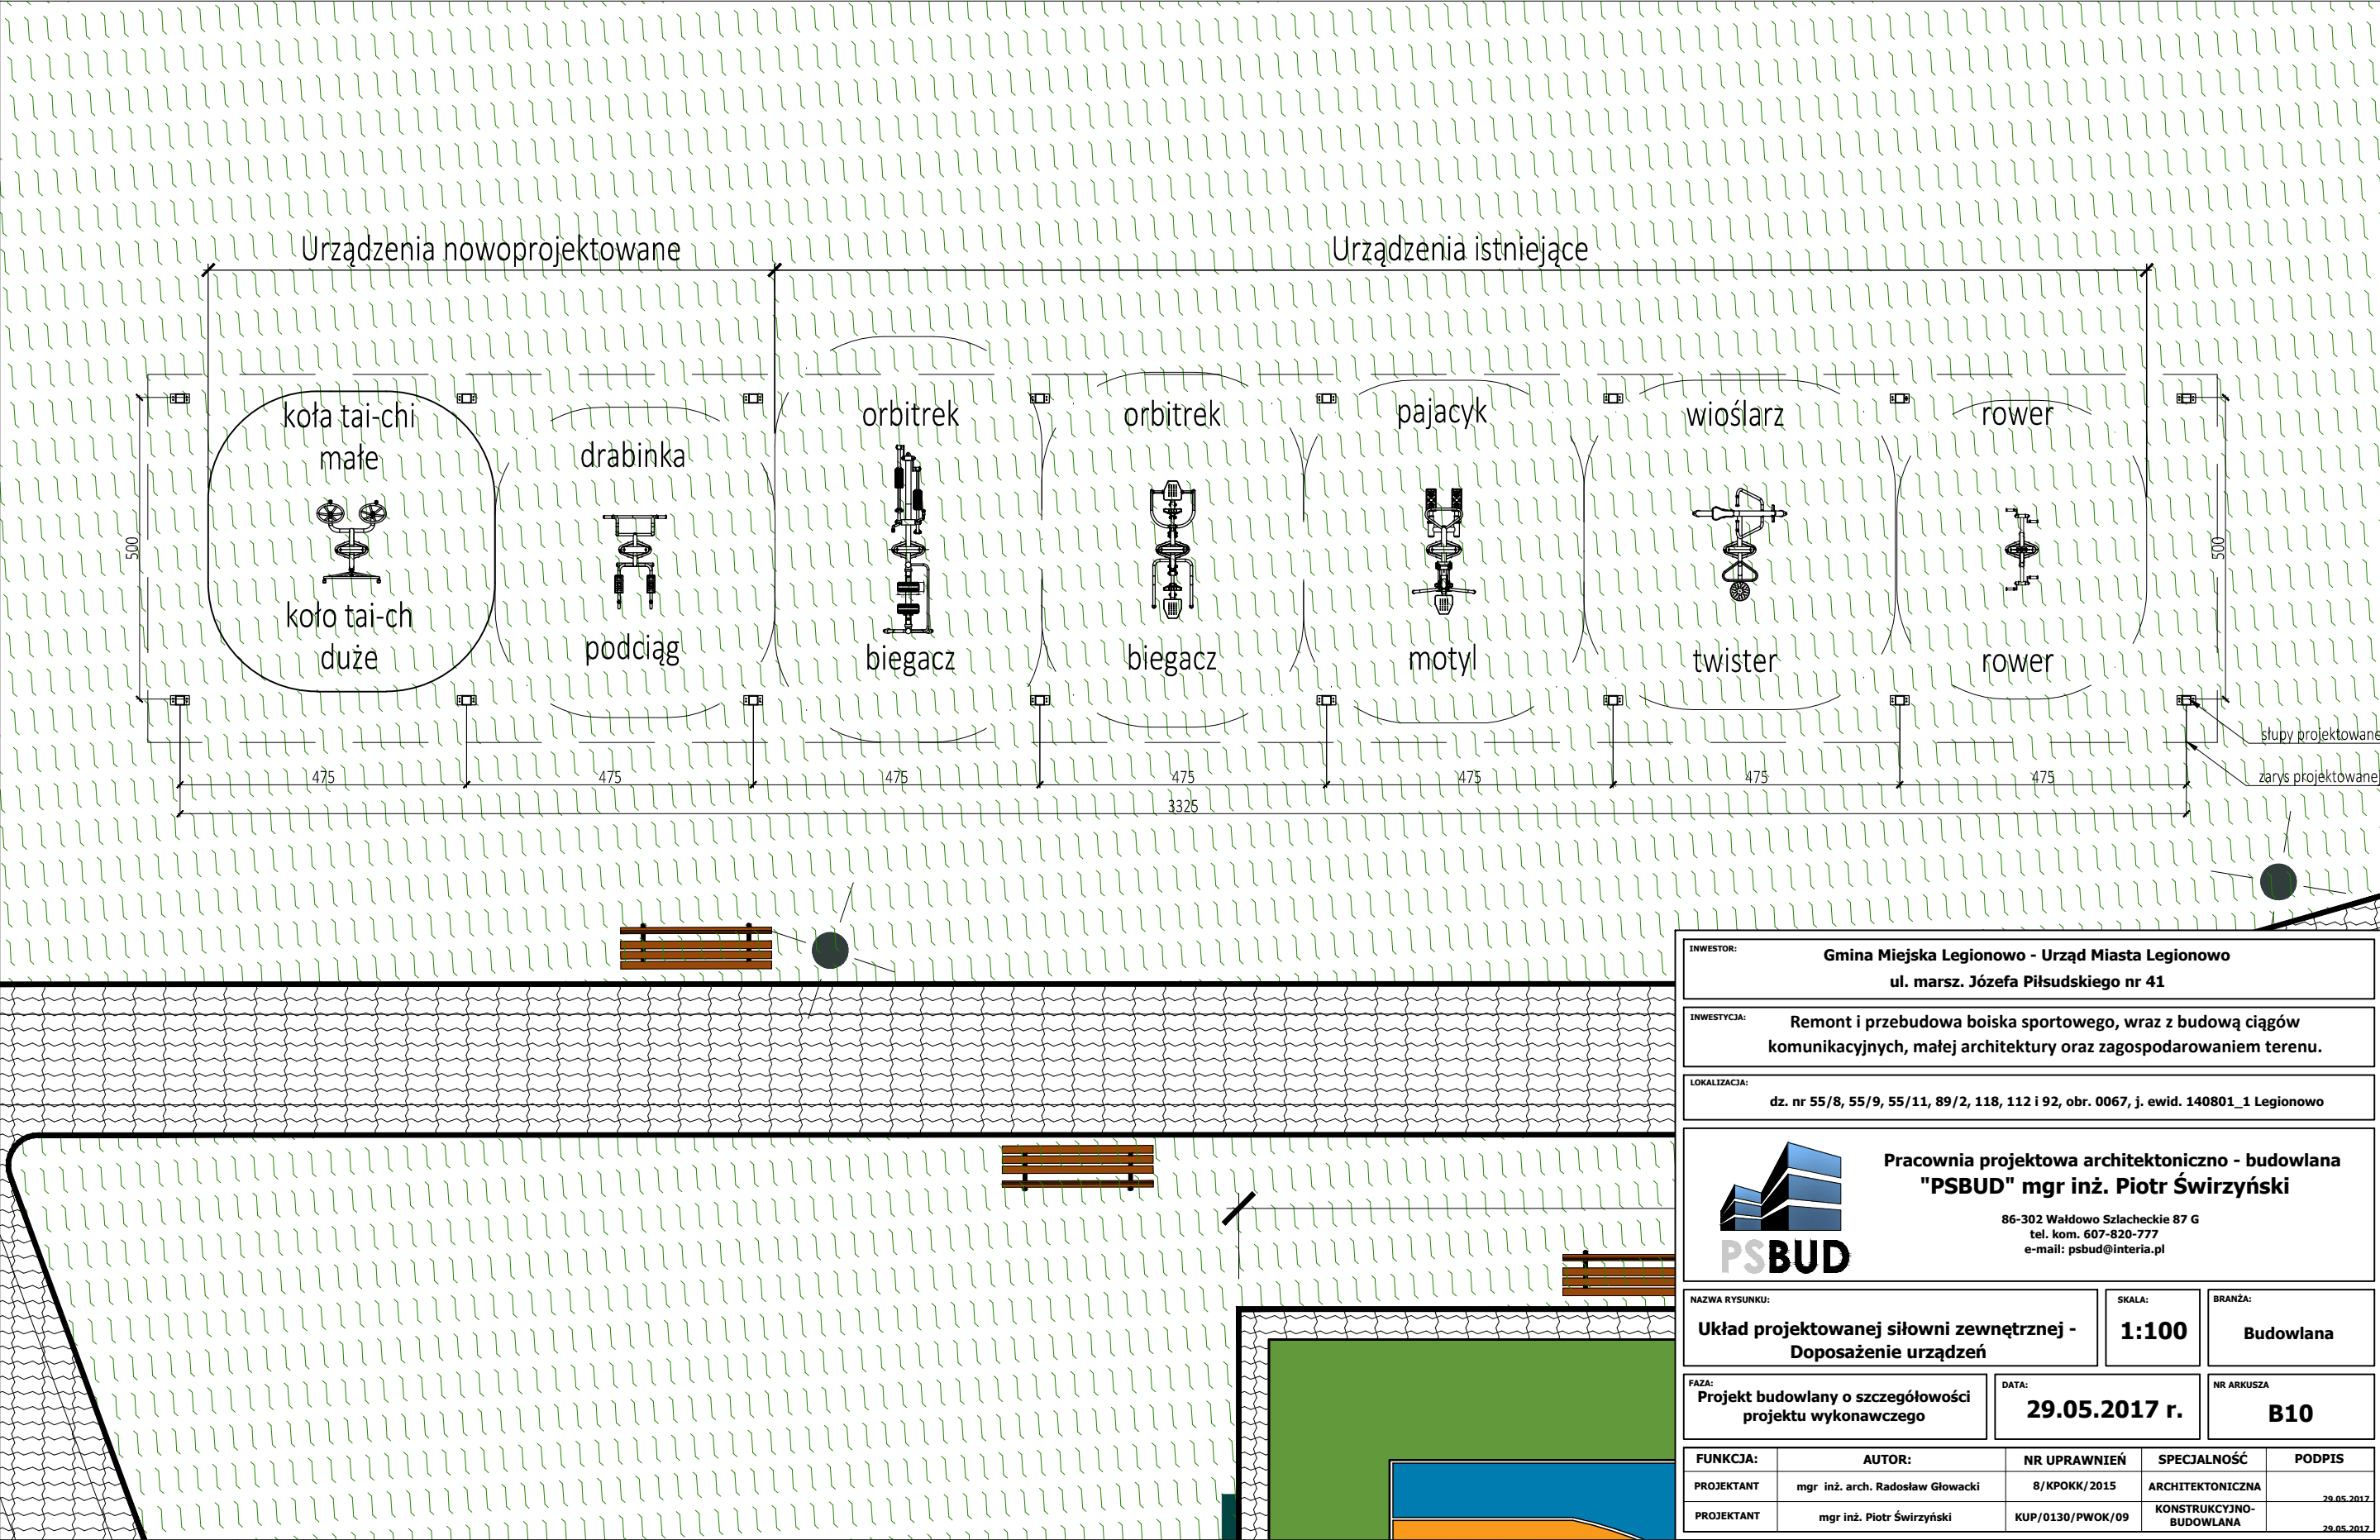 Urządzenia nowoprojektowane
Urządzenia istniejące
koła tai-chi
małe
drabinka
orbitrek
orbitrek
pajacyk
wioślarz
rower
500
500
koło tai-ch
duże
podciąg
biegacz
biegacz
motyl
twister
rower
słupy projektowane
475
475
475
475
475
475
475
zarys projektowane
3325
INWESTOR:
Gmina Miejska Legionowo - Urząd Miasta Legionowo
ul. marsz. Józefa Piłsudskiego nr 41
INWESTYCJA:
Remont i przebudowa boiska sportowego, wraz z budową ciągów
komunikacyjnych, małej architektury oraz zagospodarowaniem terenu.
LOKALIZACJA:
dz. nr 55/8, 55/9, 55/11, 89/2, 118, 112 i 92, obr. 0067, j. ewid. 140801_1 Legionowo
PSBUD
Pracownia projektowa architektoniczno - budowlana
"PSBUD" mgr inż. Piotr Świrzyński
86-302 Wałdowo Szlacheckie 87 G
tel. kom. 607-820-777
e-mail: psbud@interia.pl
NAZWA RYSUNKU:
Układ projektowanej siłowni zewnętrznej -
Doposażenie urządzeń
SKALA:
1:100
BRANŻA:
Budowlana
FAZA:
Projekt budowlany o szczegółowości
projektu wykonawczego
DATA:
29.05.2017 r.
NR ARKUSZA
B10
FUNKCJA: AUTOR: NR UPRAWNIEŃ SPECJALNOŚĆ PODPIS
PROJEKTANT mgr inż. arch. Radosław Głowacki 8/KPOKK/2015 ARCHITEKTONICZNA 29.05.2017
PROJEKTANT mgr inż. Piotr Świrzyński KUP/0130/PWOK/09 KONSTRUKCYJNO-
BUDOWLANA 29.05.2017